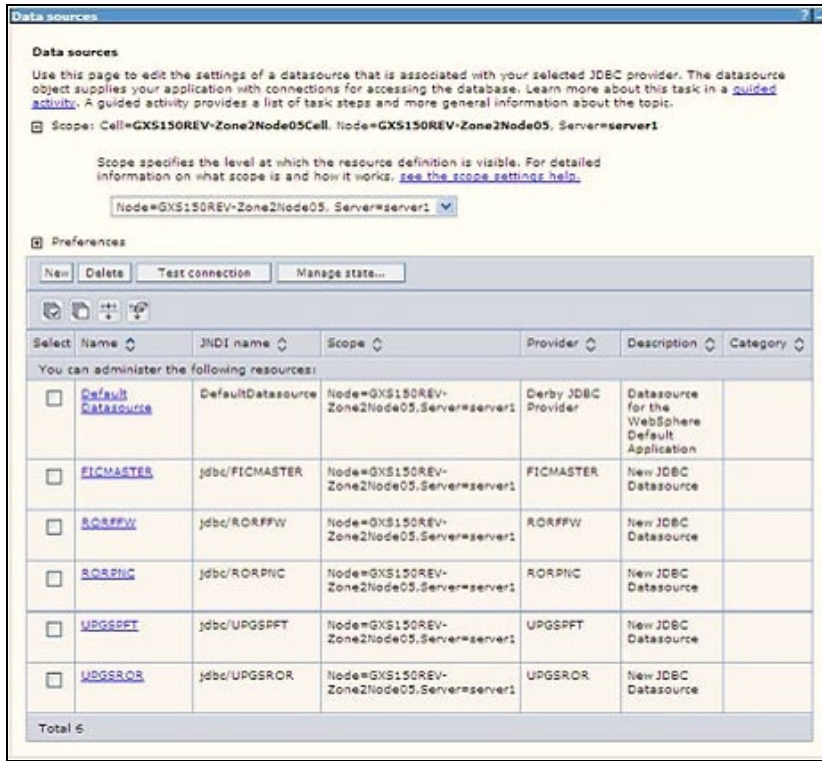 Data sources
?
Data sources
Use this page to edit the settings of a datasource that is associated with your selected JDBC provider. The datasource
object supplies your application with connections for accessing the database. Learn more about this task in a guided
activity. A guided activity provides a list of task steps and more general information about the topic.
Scope: Cell=GXS150REV-Zone2Node05Cell, Node=GXS150REV-Zone2Node05, Server=server1
Scope specifies the level at which the resource definition is visible. For detailed
information on what scope is and how it works, see the scope settings help.
Node=GXS150REV-Zone2Node05, Server=server1
Preferences
New Delete Test connection Manage state...
Select Name JNDI name Scope Provider Description Category
You can administer the following resources:
Default DefaultDatasource Node=GXS150REV- Derby JDBC Datasource
Datasource Zone2Node05,Server=server1 Provider for the
WebSphere
Default
Application
FICMASTER jdbc/FICMASTER Node=GXS150REV- FICMASTER New JDBC
Zone2Node05,Server=server1 Datasource
RORFFW jdbc/RORFFW Node=GXS150REV- RORFFW New JDBC
Zone2Node05,Server=server1 Datasource
RORPNC jdbc/RORPNC Node=GXS150REV- RORPNC New JDBC
Zone2Node05,Server=server1 Datasource
UPGSPFT jdbc/UPGSPFT Node=GXS150REV- UPGSPFT New JDBC
Zone2Node05,Server=server1 Datasource
UPGSROR jdbc/UPGSROR Node=GXS150REV- UPGSROR New JDBC
Zone2Node05,Server=server1 Datasource
Total 6